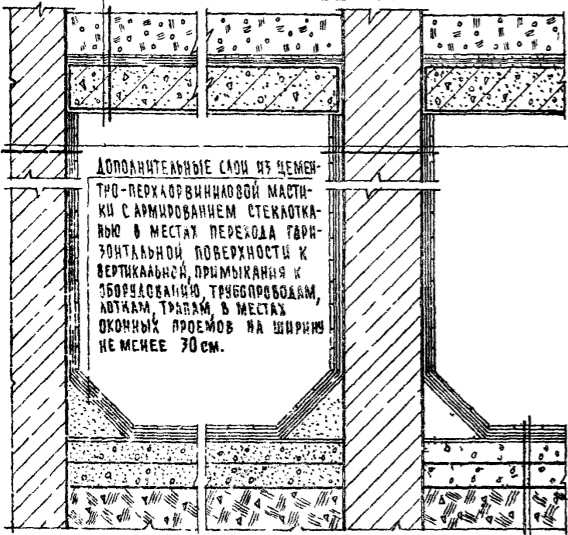 ДОПОЛНИТЕЛЬНЫЕ СЛОИ ИЗ ЦЕМЕН-
ТНО-ПЕРХЛОРВИНИЛОВОЙ МАСТИ-
КИ С АРМИРОВАНИЕМ СТЕКЛОТКА-
НЬЮ В МЕСТАХ ПЕРЕХОДА ГОРИ-
ЗОНТАЛЬНОЙ ПОВЕРХНОСТИ К
ВЕРТИКАЛЬНОЙ, ПРИМЫКАНИЯ К
ОБОРУДОВАНИЮ, ТРУБОПРОВОДАМ,
ЛОТКАМ, ТРАПАМ, В МЕСТАХ
ОКОННЫХ ПРОЕМОВ НА ШИРИНУ
НЕ МЕНЕЕ 30 СМ.